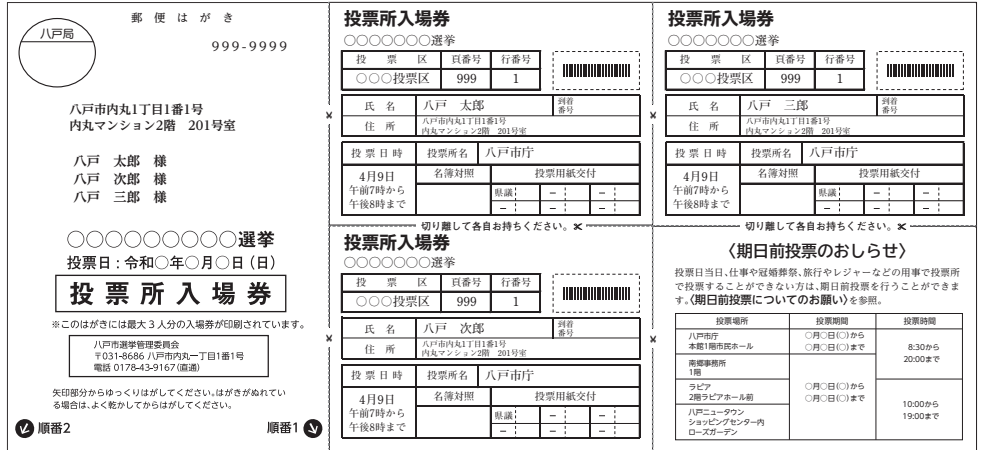 郵便はがき
八戸局
999-9999
八戸市内丸1丁目1番1号
内丸マンション2階　201号室
八戸　太郎　様
八戸　次郎　様
八戸　三郎　様
○○○○○○○○○選挙
投票日：令和○年○月○日（日）
投票所入場券
※このはがきには最大3人分の入場券が印刷されています。
八戸市選挙管理委員会
〒031-8686 八戸市内丸一丁目1番1号
電話 0178-43-9167（直通）
矢印部分からゆっくりはがしてください。はがきがぬれてい
る場合は、よく乾かしてからはがしてください。
順番2
順番1
投票所入場券
○○○○○○○選挙
投票区 頁番号 行番号
○○○投票区 999 1
氏名 八戸　太郎 到着番号
住所 八戸市内丸1丁目1番1号
内丸マンション2階　201号室
投票日時 投票所名 八戸市庁
4月9日 名簿対照 投票用紙交付
午前7時から 県議 － －
午後8時まで － － －
切り離して各自お持ちください。
投票所入場券
○○○○○○○選挙
投票区 頁番号 行番号
○○○投票区 999 1
氏名 八戸　次郎 到着番号
住所 八戸市内丸1丁目1番1号
内丸マンション2階　201号室
投票日時 投票所名 八戸市庁
4月9日 名簿対照 投票用紙交付
午前7時から 県議 － －
午後8時まで － － －
投票所入場券
○○○○○○○選挙
投票区 頁番号 行番号
○○○投票区 999 1
氏名 八戸　三郎 到着番号
住所 八戸市内丸1丁目1番1号
内丸マンション2階　201号室
投票日時 投票所名 八戸市庁
4月9日 名簿対照 投票用紙交付
午前7時から 県議 － －
午後8時まで － － －
切り離して各自お持ちください。
〈期日前投票のおしらせ〉
投票日当日、仕事や冠婚葬祭、旅行やレジャーなどの用事で投票所
で投票することができない方は、期日前投票を行うことができま
す。〈期日前投票についてのお願い〉を参照。
投票場所 投票期間 投票時間
八戸市庁
本館1階市民ホール
○月○日(○)から
○月○日(○)まで
南郷事務所
1階
8:30から
20:00まで
ラピア
2階ラピアホール前
○月○日(○)から
○月○日(○)まで
八戸ニュータウン
ショッピングセンター内
ローズガーデン
10:00から
19:00まで